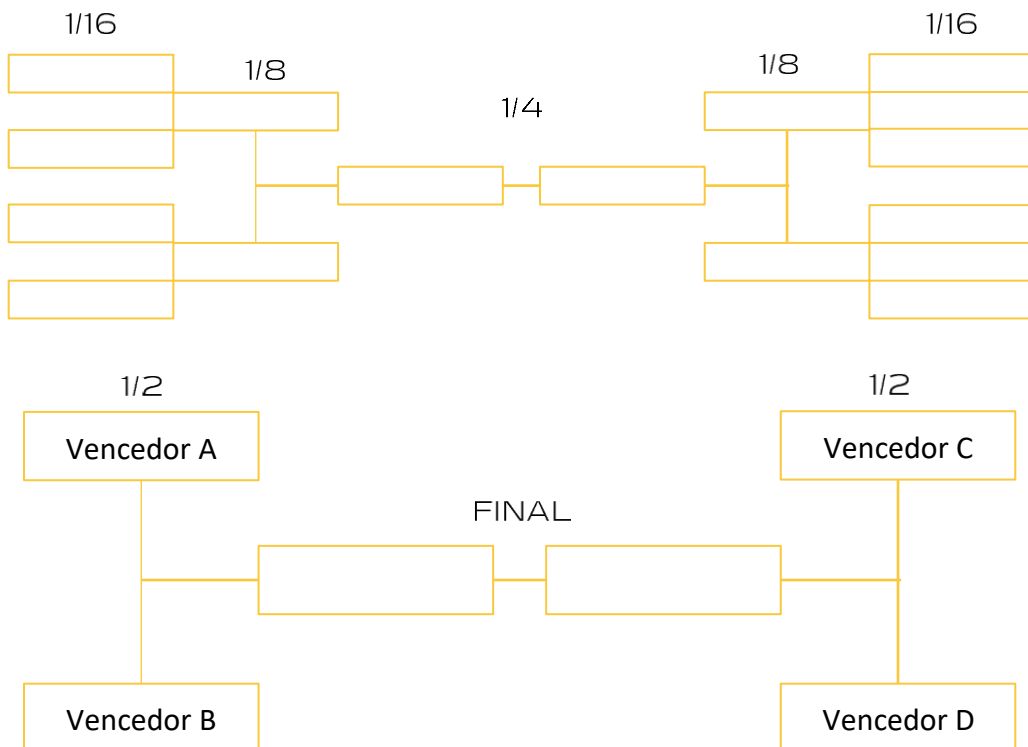 1/16
1/16
1/8
1/8
1/4
1/2
1/2
Vencedor A
Vencedor C
FINAL
Vencedor B
Vencedor D